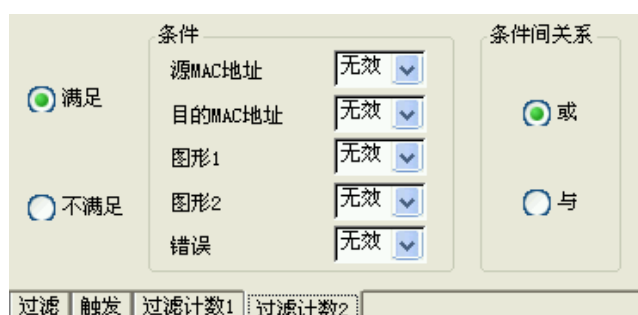 条件
条件间关系
满足
源MAC地址 无效
目的MAC地址 无效
或
图形1 无效
不满足
图形2 无效
与
错误 无效
过滤 触发 过滤计数1 过滤计数2